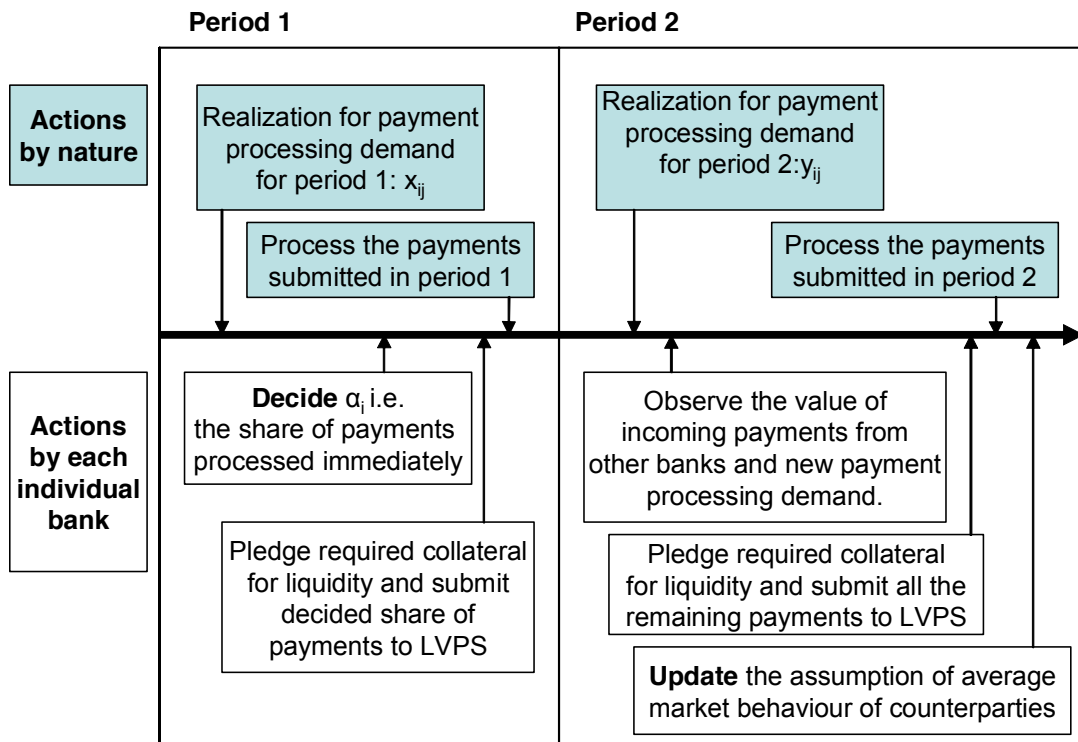 Period 1
Period 2
Actions
by nature
Realization for payment
processing demand
for period 1: xij
Realization for payment
processing demand
for period 2:yij
Process the payments
submitted in period 1
Process the payments
submitted in period 2
Actions
by each
individual
bank
Decide αi i.e.
the share of payments
processed immediately
Pledge required collateral
for liquidity and submit
decided share of
payments to LVPS
Observe the value of
incoming payments from
other banks and new payment
processing demand.
Pledge required collateral
for liquidity and submit all the
remaining payments to LVPS
Update the assumption of average
market behaviour of counterparties